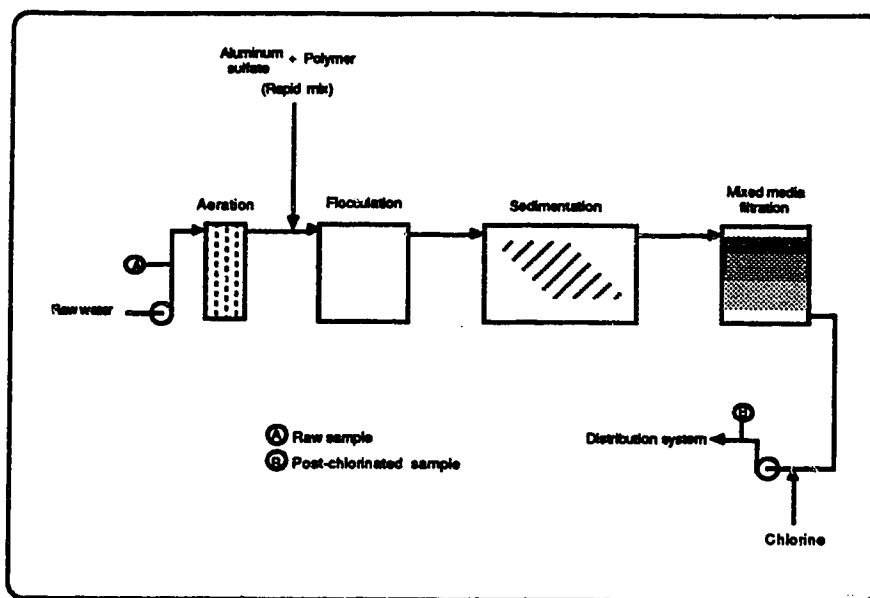 Aluminum + Polymer
sulfate
(Rapid mix)
Aeration
Flocculation
Sedimentation
Mixed media
filtration
A
Raw water
A Raw sample
B Post-chlorinated sample
B
Distribution system
Chlorine